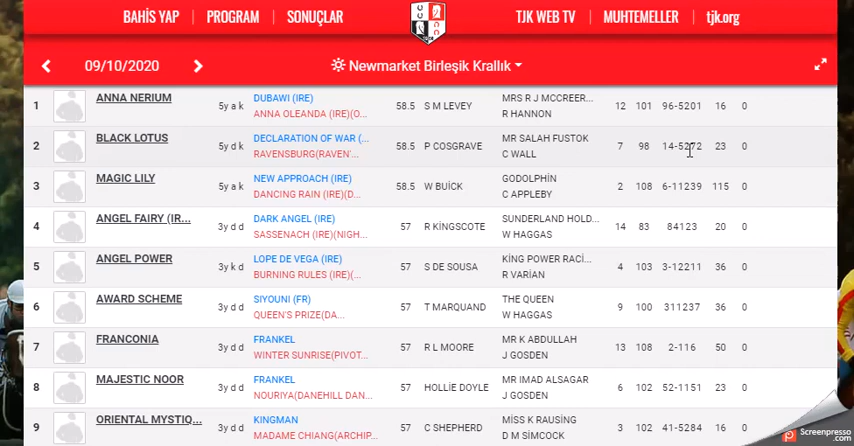 BAHİS YAP PROGRAM SONUÇLAR TJK WEB TV MUHTEMELLER tjk.org
09/10/2020 Newmarket Birleşik Krallık
1 ANNA NERIUM 5y a k DUBAWI (IRE) 58.5 S M LEVEY MRS R J MCCREER... 12 101 96-5201 16 0
ANNA OLEANDA (IRE)(O... R HANNON
2 BLACK LOTUS 5y d k DECLARATION OF WAR (... 58.5 P COSGRAVE MR SALAH FUSTOK 7 98 14-5272 23 0
RAVENSBURG(RAVEN'... C WALL
3 MAGIC LILY 5y a k NEW APPROACH (IRE) 58.5 W BUİCK GODOLPHİN 2 108 6-11239 115 0
DANCING RAIN (IRE)(D... C APPLEBY
4 ANGEL FAIRY (IR... 3y d d DARK ANGEL (IRE) 57 R KİNGSCOTE SUNDERLAND HOLD... 14 83 84123 20 0
SASSENACH (IRE)(NIGH... W HAGGAS
5 ANGEL POWER 3y k d LOPE DE VEGA (IRE) 57 S DE SOUSA KİNG POWER RACİ... 4 103 3-12211 36 0
BURNING RULES (IRE)(... R VARİAN
6 AWARD SCHEME 3y d d SIYOUNI (FR) 57 T MARQUAND THE QUEEN 9 100 311237 36 0
QUEEN'S PRIZE(DA... W HAGGAS
7 FRANCONIA 3y d d FRANKEL 57 R L MOORE MR K ABDULLAH 13 108 2-116 50 0
WINTER SUNRISE(PIVOT... J GOSDEN
8 MAJESTIC NOOR 3y d d FRANKEL 57 HOLLİE DOYLE MR IMAD ALSAGAR 6 102 52-1151 23 0
NOURIYA(DANEHILL DAN... J GOSDEN
9 ORIENTAL MYSTIQ... 3y d d KINGMAN 57 C SHEPHERD MİSS K RAUSİNG 3 102 41-5284 16 0
MADAME CHIANG(ARCHIP... D M SİMCOCK
Screenpresso
.com